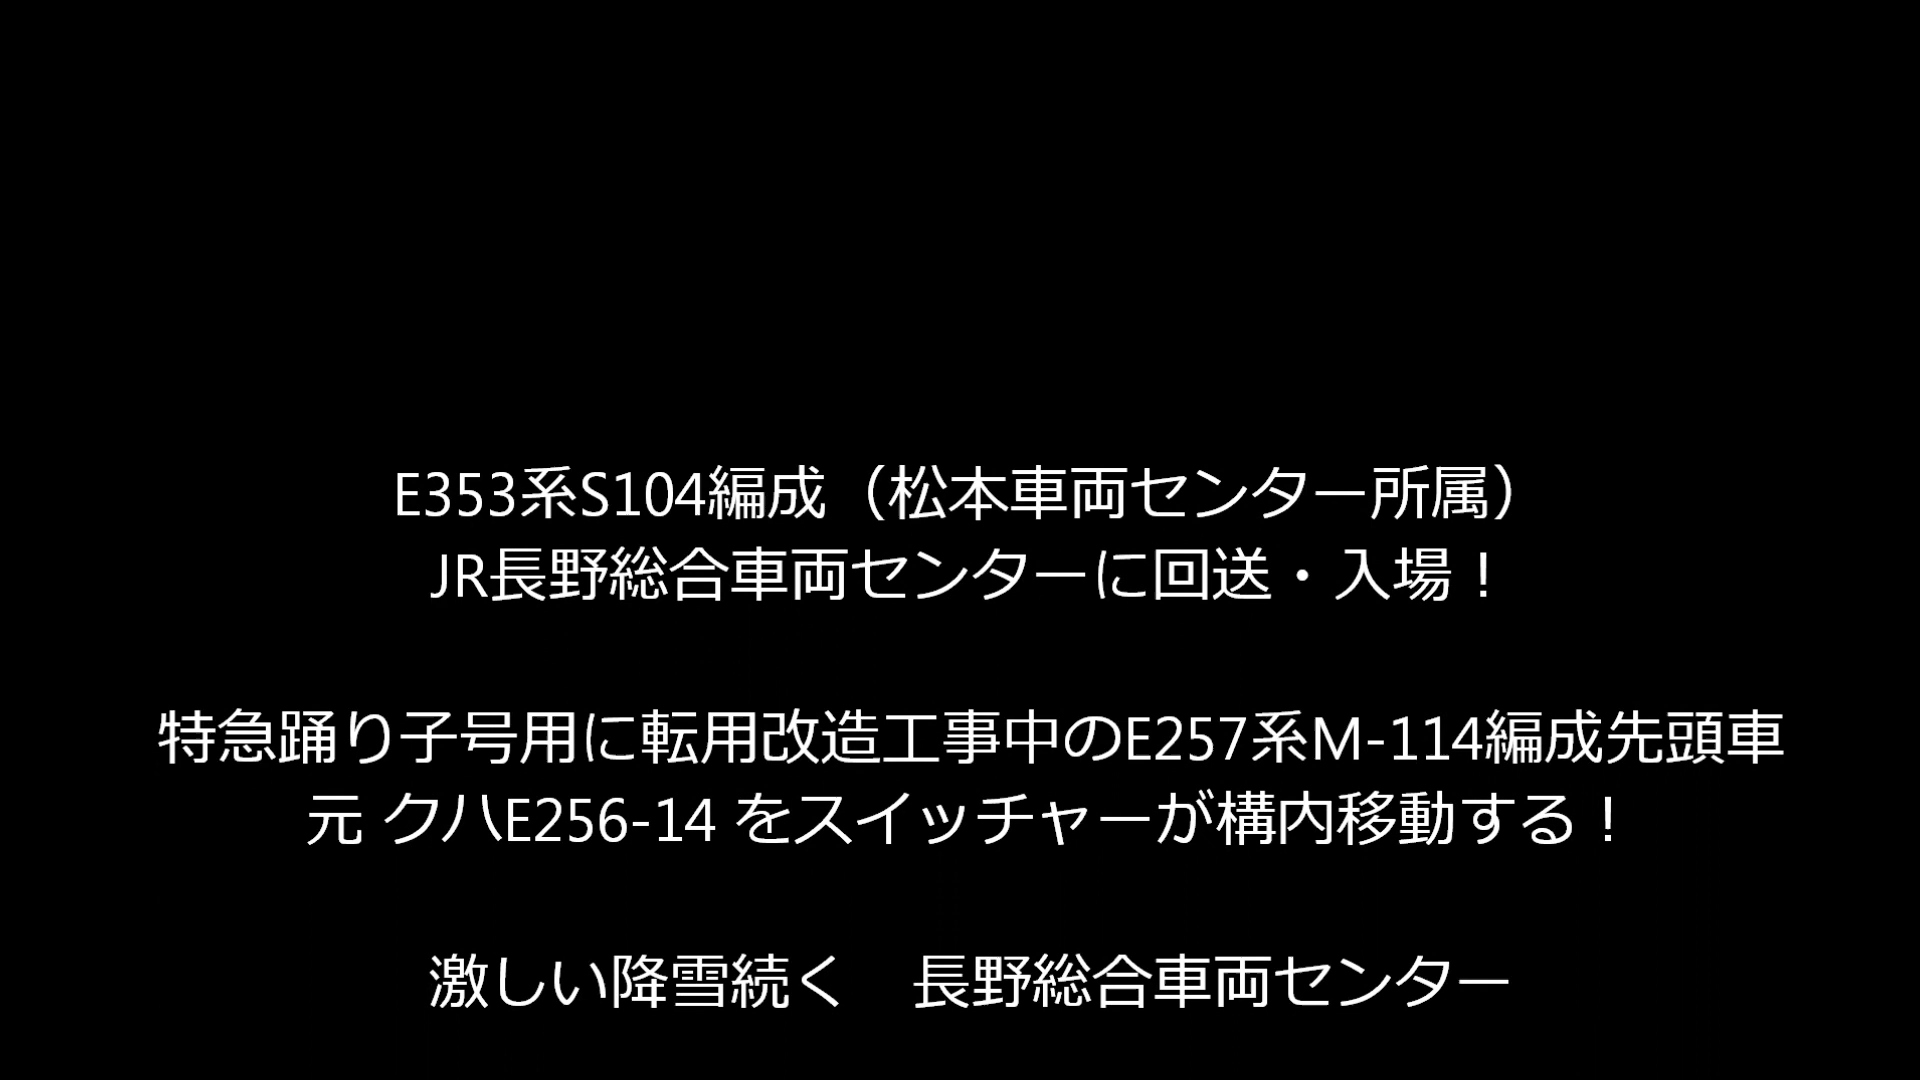 E353系S104編成（松本車両センター所属）
JR長野総合車両センターに回送・入場！
特急踊り子号用に転用改造工事中のE257系M-114編成先頭車
元 クハE256-14 をスイッチャーが構内移動する！
激しい降雪続く　長野総合車両センター